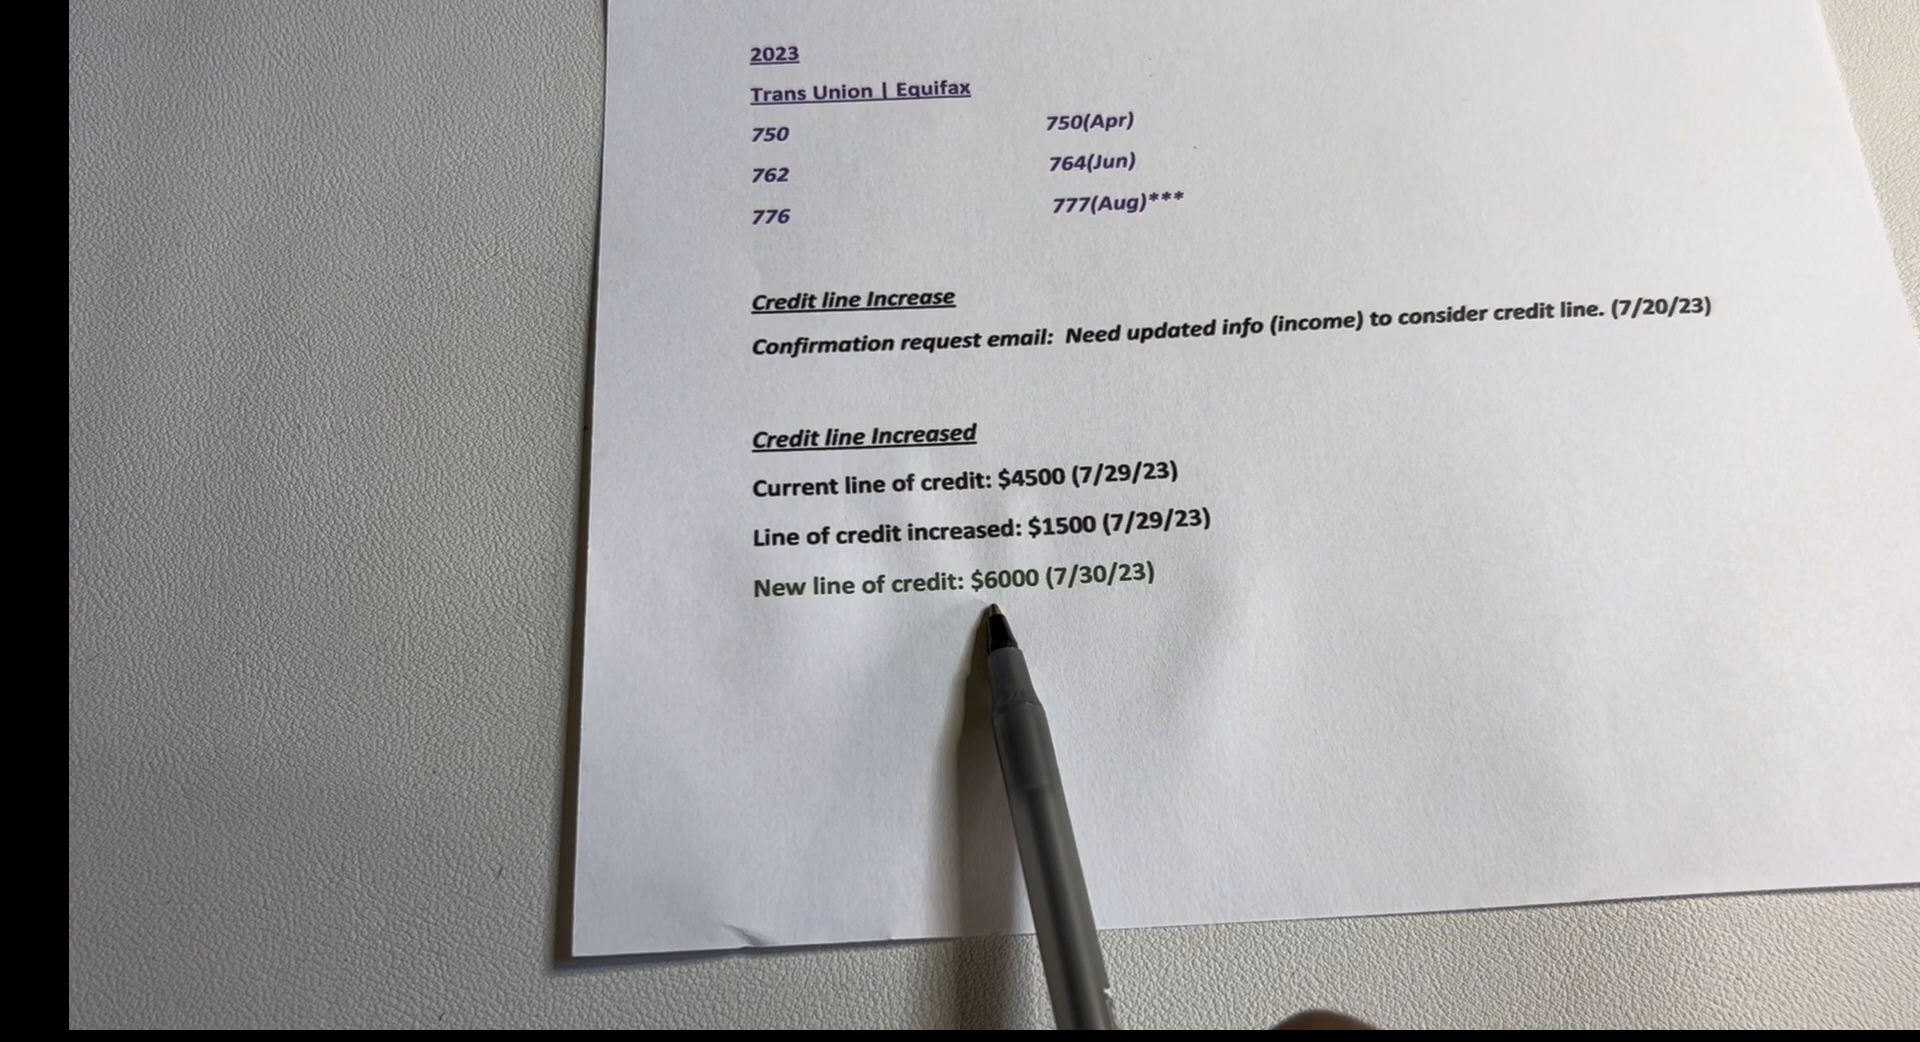 2023
Trans Union | Equifax
750 750(Apr)
762 764(Jun)
776 777(Aug)***
Credit line Increase
Confirmation request email: Need updated info (income) to consider credit line. (7/20/23)
Credit line Increased
Current line of credit: $4500 (7/29/23)
Line of credit increased: $1500 (7/29/23)
New line of credit: $6000 (7/30/23)